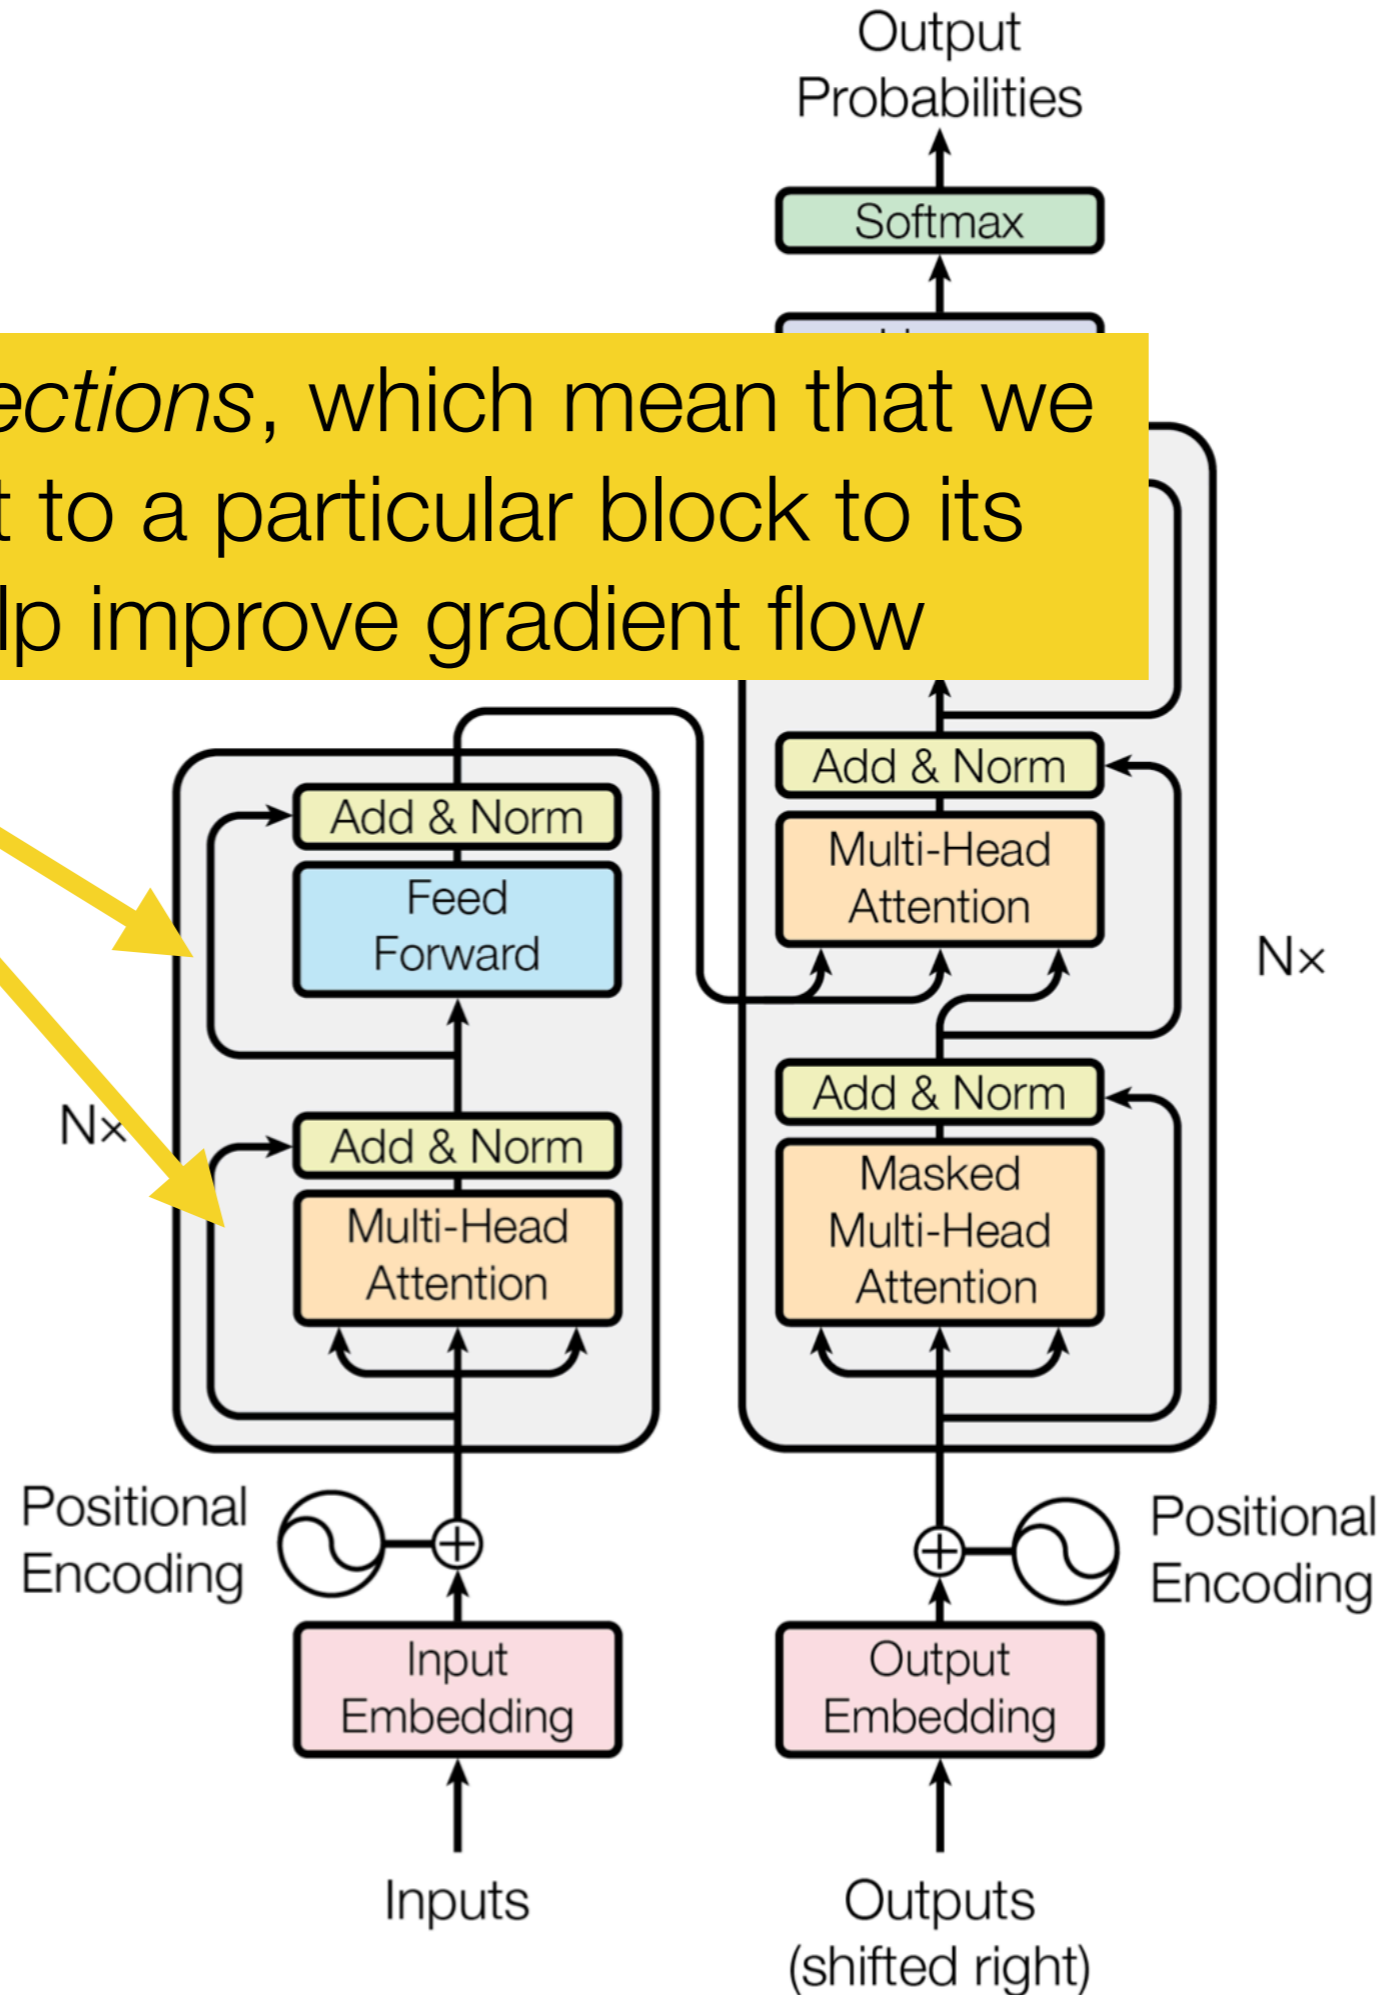 Output
Probabilities
Softmax
ections, which mean that we
t to a particular block to its
lp improve gradient flow
Add & Norm
Multi-Head
Attention
Nx
Add & Norm
Masked
Multi-Head
Attention
Add & Norm
Feed
Forward
Nx
Add & Norm
Multi-Head
Attention
Positional
Encoding
Positional
Encoding
Input
Embedding
Output
Embedding
Inputs
Outputs
(shifted right)